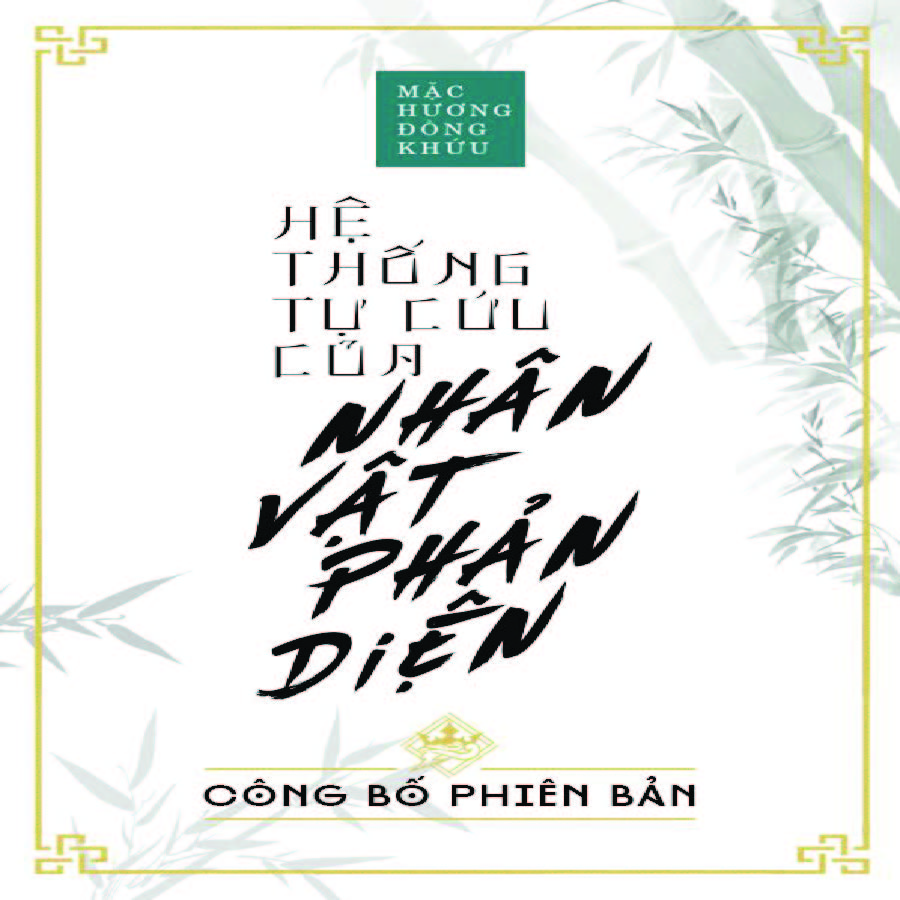 MẶC
HƯƠNG
ĐỒNG
KHỨU
HỆ
THỐNG
TỰ CỨU
CỦA
NHÂN
VẬT
PHẢN
DIỆN
CÔNG BỐ PHIÊN BẢN